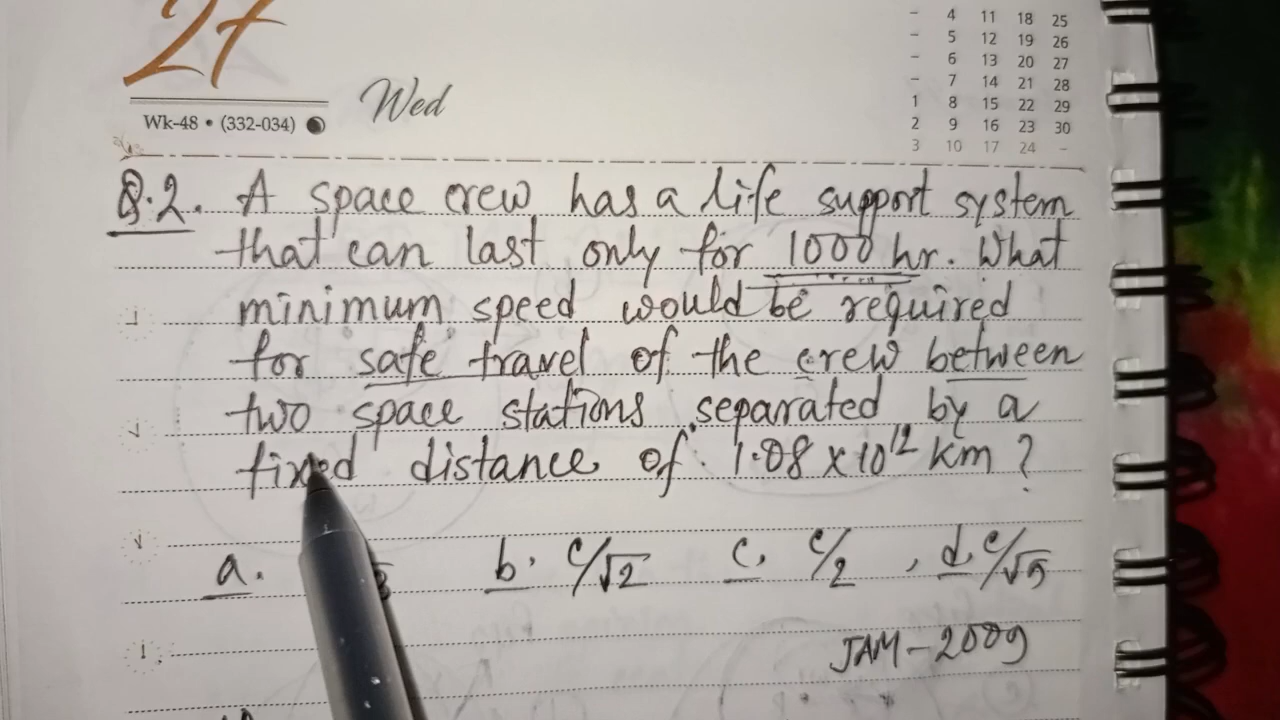 27
Wed
Wk-48 • (332-034)
- 4 11 18 25
- 5 12 19 26
- 6 13 20 27
- 7 14 21 28
1 8 15 22 29
2 9 16 23 30
3 10 17 24 -
Q.2. A space crew has a life support system
that can last only for 1000 hr. What
minimum speed would be required
for safe travel of the crew between
two space stations separated by a
fixed distance of 1.08 x 10¹² km ?
a. b. c/√2 c. c/2 , d. c/√5
JAM - 2009